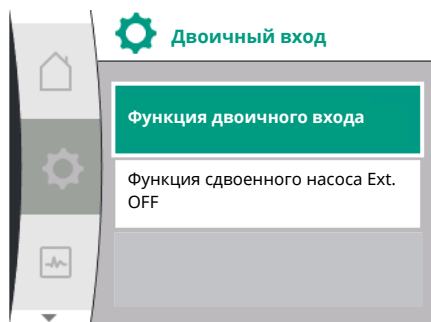 Двоичный вход
Функция двоичного входа
Функция сдвоенного насоса Ext.
OFF